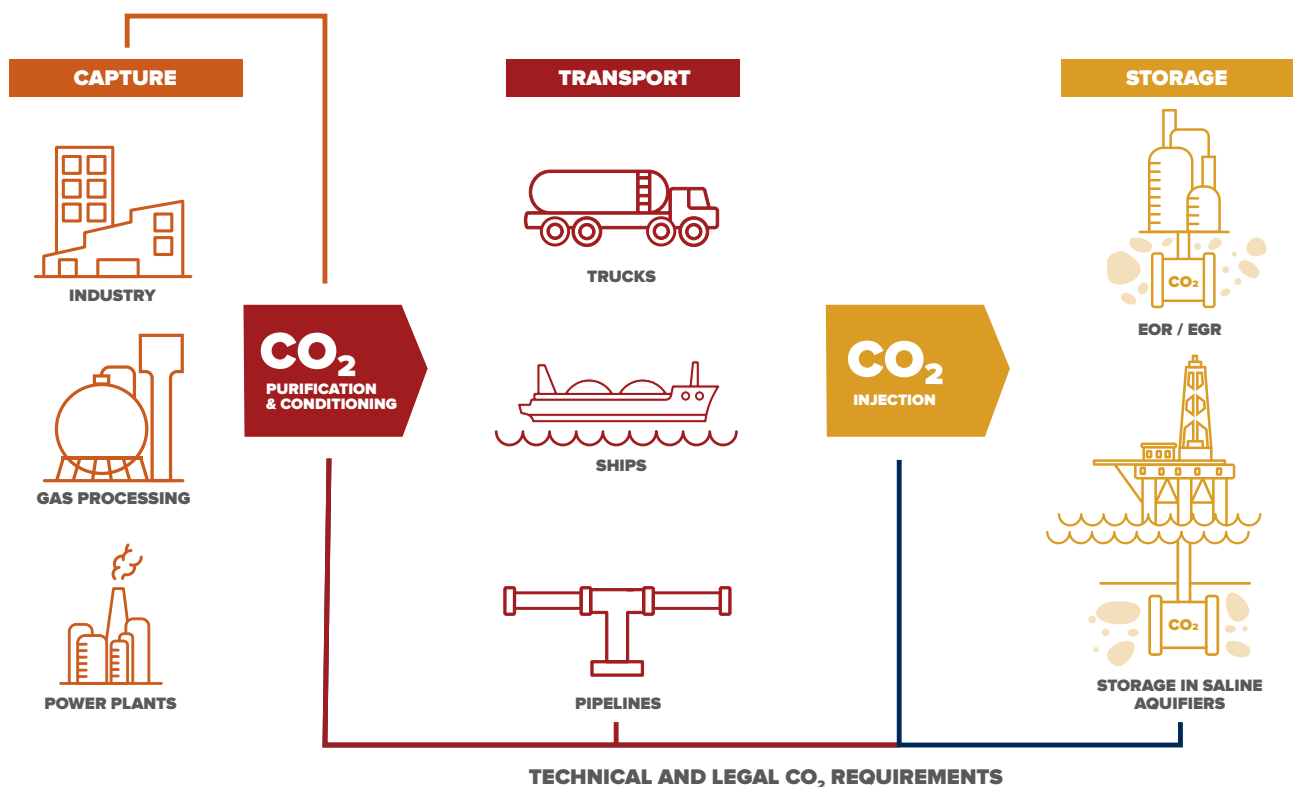 CAPTURE
TRANSPORT
STORAGE
INDUSTRY
GAS PROCESSING
POWER PLANTS
CO₂
PURIFICATION
& CONDITIONING
TRUCKS
SHIPS
PIPELINES
CO₂
INJECTION
CO₂
EOR / EGR
CO₂
STORAGE IN SALINE
AQUIFIERS
TECHNICAL AND LEGAL CO₂ REQUIREMENTS